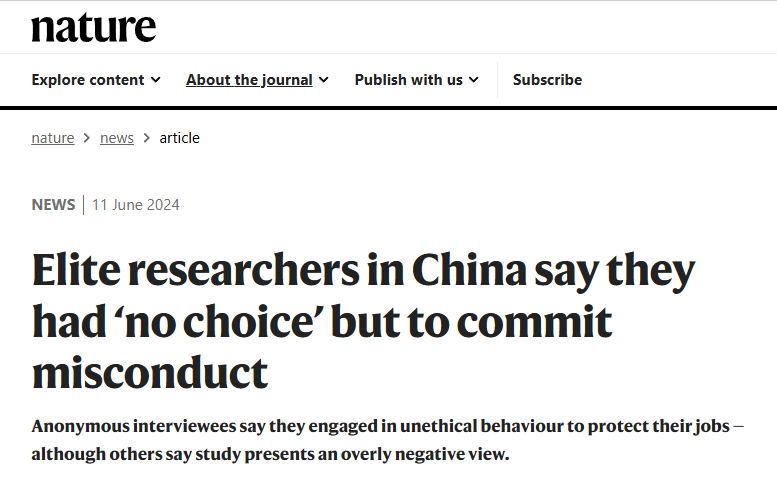 nature
Explore content About the journal Publish with us Subscribe
nature > news > article
NEWS | 11 June 2024
Elite researchers in China say they
had ‘no choice’ but to commit
misconduct
Anonymous interviewees say they engaged in unethical behaviour to protect their jobs —
although others say study presents an overly negative view.